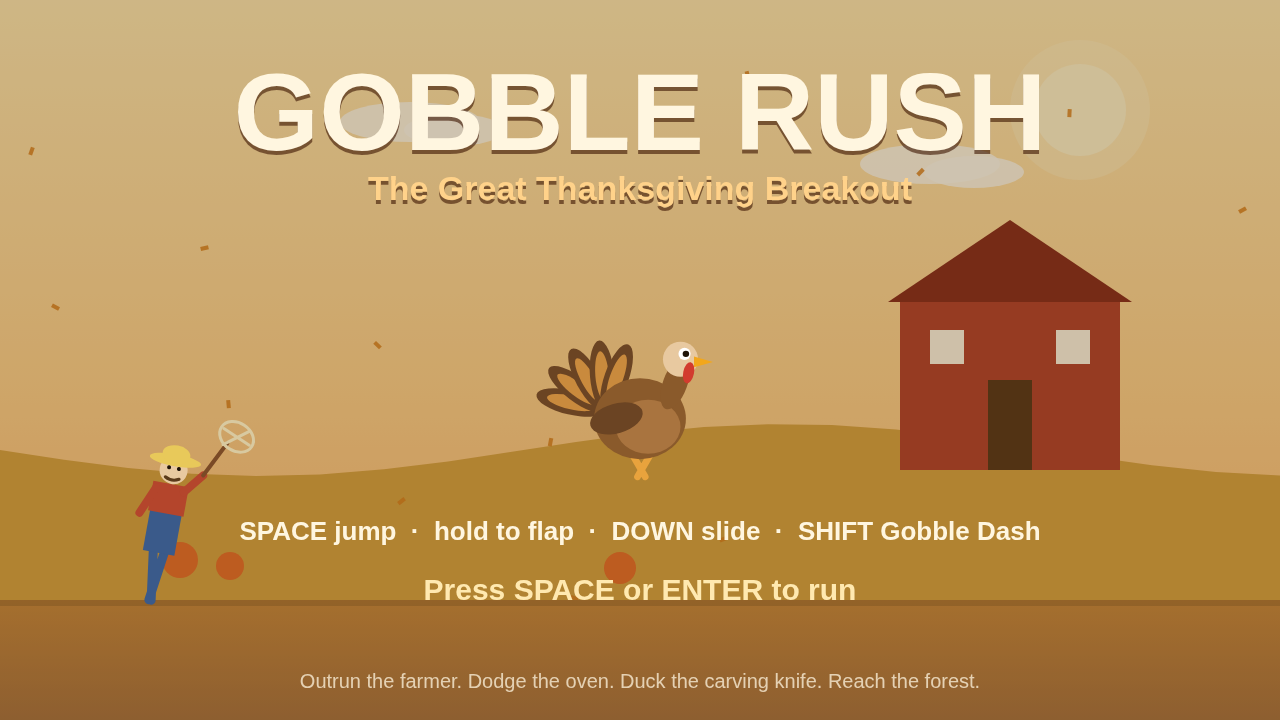 GOBBLE RUSH
The Great Thanksgiving Breakout
SPACE jump · hold to flap · DOWN slide · SHIFT Gobble Dash
Press SPACE or ENTER to run
Outrun the farmer. Dodge the oven. Duck the carving knife. Reach the forest.